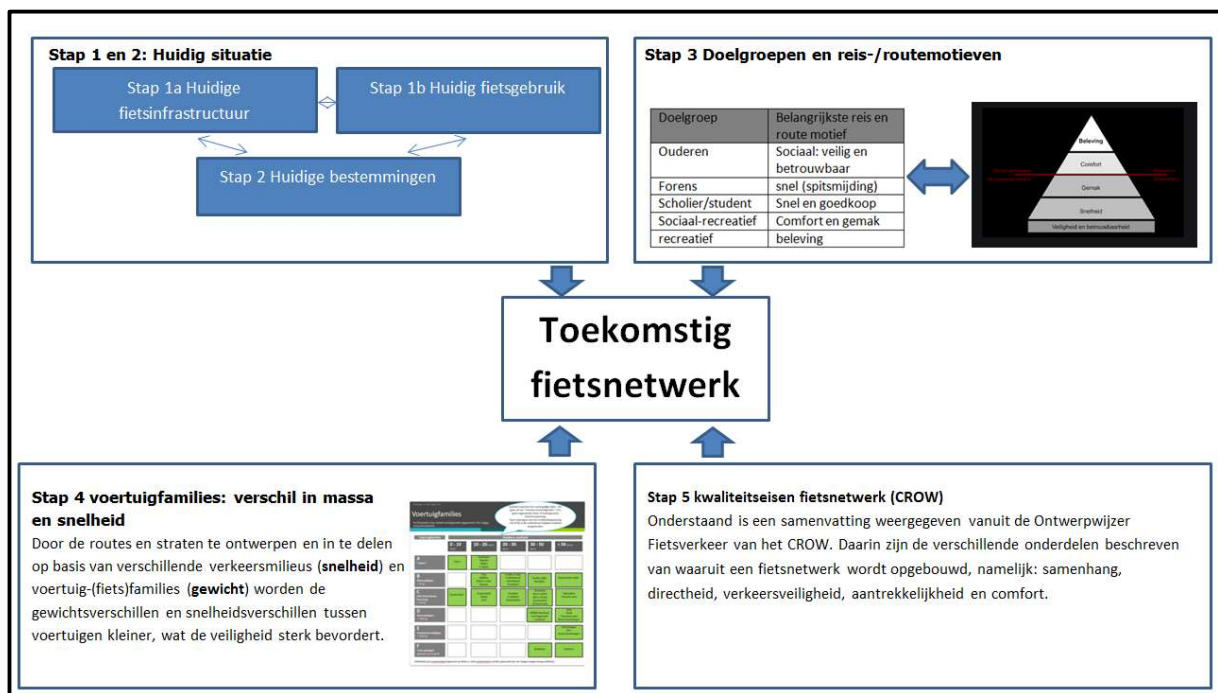 Stap 1 en 2: Huidig situatie
Stap 1a Huidige
fietsinfrastructuur
Stap 1b Huidig fietsgebruik
Stap 2 Huidige bestemmingen
Stap 3 Doelgroepen en reis-/routemotieven
Doelgroep
Belangrijkste reis en
route motief
Ouderen
Sociaal: veilig en
betrouwbaar
Forens
snel (spitsmijding)
Scholier/student
Snel en goedkoop
Sociaal-recreatief
Comfort en gemak
recreatief
beleving
Beleving
Comfort
Gemak
Snelheid
Veiligheid en betrouwbaarheid
Toekomstig
fietsnetwerk
Stap 4 voertuigfamilies: verschil in massa
en snelheid
Door de routes en straten te ontwerpen en in te delen
op basis van verschillende verkeersmilieus (snelheid) en
voertuig-(fiets)families (gewicht) worden de
gewichtsverschillen en snelheidsverschillen tussen
voertuigen kleiner, wat de veiligheid sterk bevordert.
Voertuigfamilies
Stap 5 kwaliteitseisen fietsnetwerk (CROW)
Onderstaand is een samenvatting weergegeven vanuit de Ontwerpwijzer
Fietsverkeer van het CROW. Daarin zijn de verschillende onderdelen beschreven
van waaruit een fietsnetwerk wordt opgebouwd, namelijk: samenhang,
directheid, verkeersveiligheid, aantrekkelijkheid en comfort.